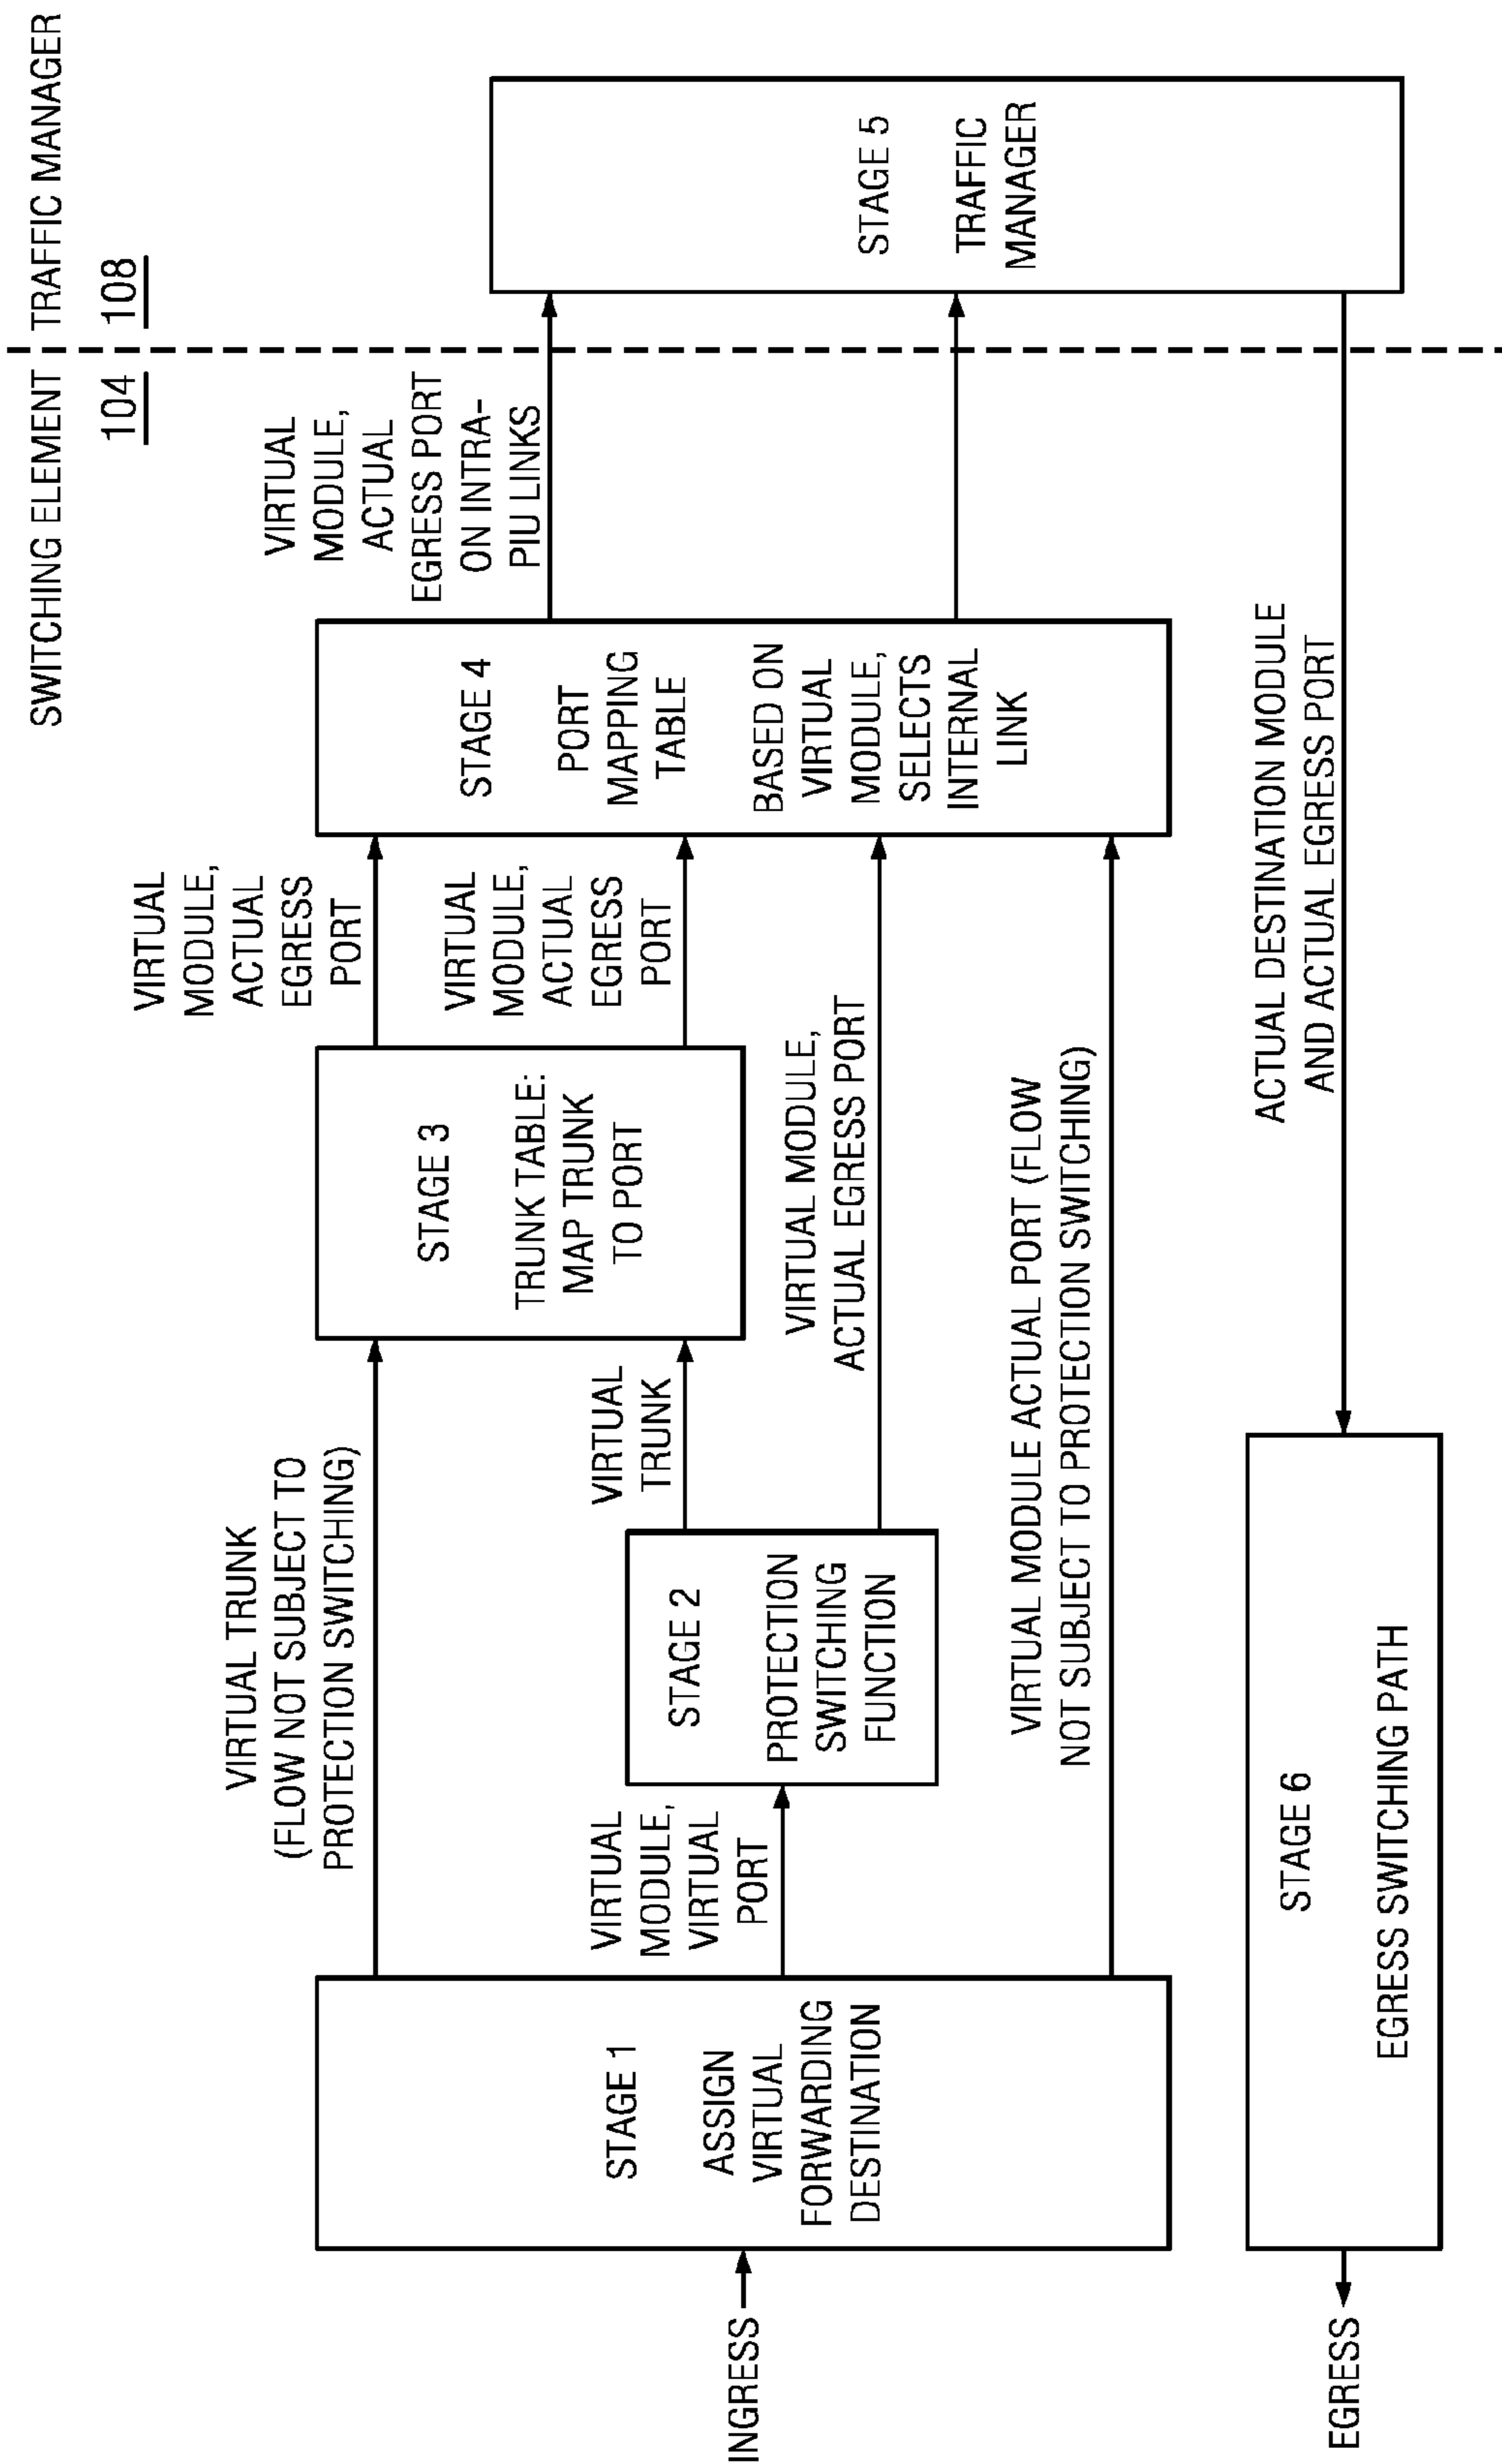 SWITCHING ELEMENT
104
TRAFFIC MANAGER
108
INGRESS
STAGE 1
ASSIGN
VIRTUAL
FORWARDING
DESTINATION
VIRTUAL TRUNK
(FLOW NOT SUBJECT TO
PROTECTION SWITCHING)
VIRTUAL
MODULE,
VIRTUAL
PORT
STAGE 2
PROTECTION
SWITCHING
FUNCTION
VIRTUAL
TRUNK
STAGE 3
TRUNK TABLE:
MAP TRUNK
TO PORT
VIRTUAL
MODULE,
ACTUAL
EGRESS
PORT
VIRTUAL
MODULE,
ACTUAL
EGRESS
PORT
VIRTUAL MODULE,
ACTUAL EGRESS PORT
VIRTUAL MODULE ACTUAL PORT (FLOW
NOT SUBJECT TO PROTECTION SWITCHING)
STAGE 4
PORT
MAPPING
TABLE
BASED ON
VIRTUAL
MODULE,
SELECTS
INTERNAL
LINK
VIRTUAL
MODULE,
ACTUAL
EGRESS PORT
ON INTRA-
PIU LINKS
STAGE 5
TRAFFIC
MANAGER
ACTUAL DESTINATION MODULE
AND ACTUAL EGRESS PORT
STAGE 6
EGRESS SWITCHING PATH
EGRESS